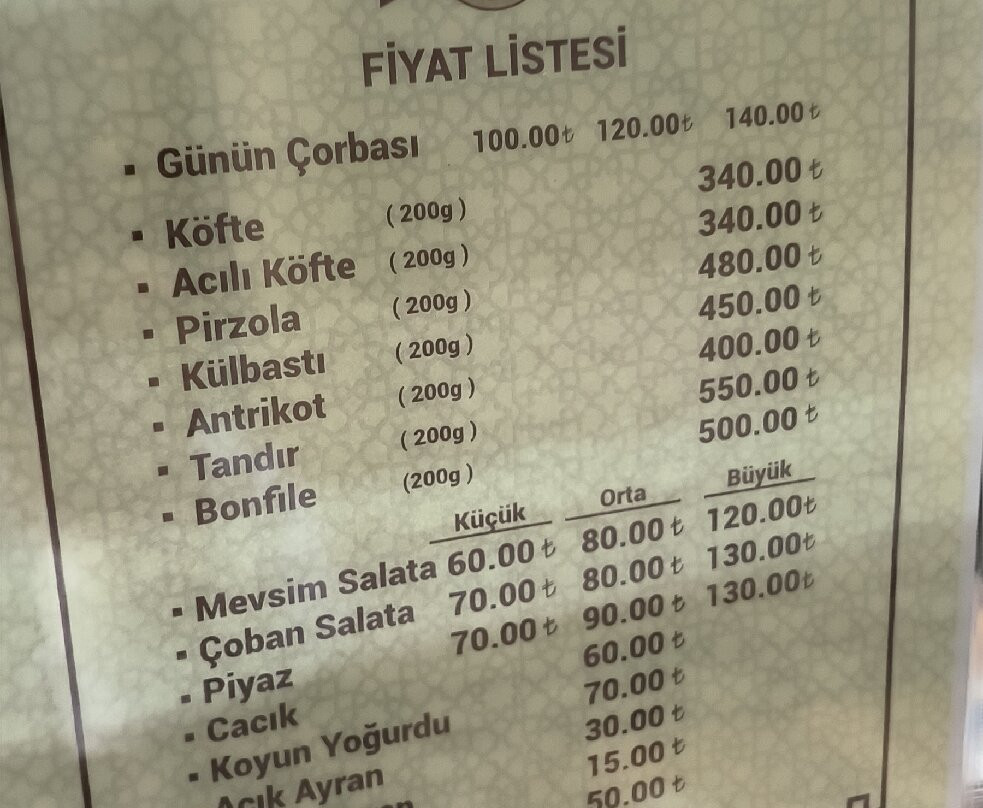 FİYAT LİSTESİ
▪ Günün Çorbası 100.00₺ 120.00₺ 140.00₺
▪ Köfte (200g) 340.00₺
▪ Acılı Köfte (200g) 340.00₺
▪ Pirzola (200g) 480.00₺
▪ Külbastı (200g) 450.00₺
▪ Antrikot (200g) 400.00₺
▪ Tandır (200g) 550.00₺
▪ Bonfile (200g) 500.00₺
Küçük Orta Büyük
▪ Mevsim Salata 60.00₺ 80.00₺ 120.00₺
▪ Çoban Salata 70.00₺ 80.00₺ 130.00₺
▪ Piyaz 70.00₺ 90.00₺ 130.00₺
▪ Cacık 60.00₺
▪ Koyun Yoğurdu 70.00₺
Açık Ayran 30.00₺
15.00₺
50.00₺